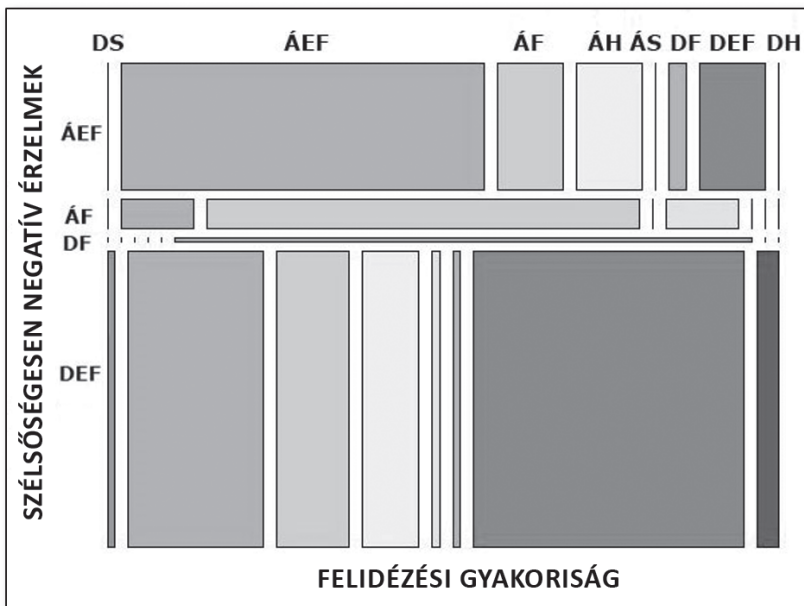 DS ÁEF ÁF ÁH ÁS DF DEF DH
SZÉLSŐSÉGESEN NEGATÍV ÉRZELMEK
ÁEF
ÁF
DF
DEF
FELIDÉZÉSI GYAKORISÁG